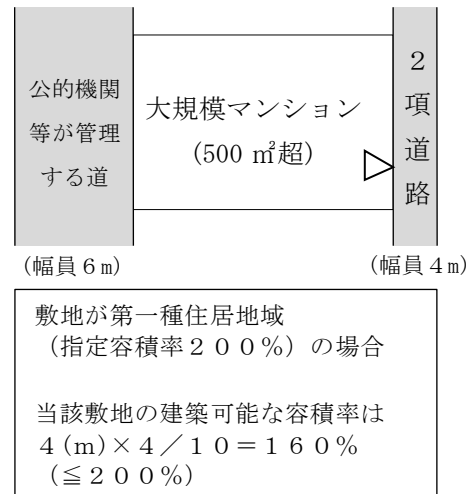 公的機関
等が管理
する道
大規模マンション
(500 ㎡超)
２項道路
(幅員６ｍ)
(幅員４ｍ)
敷地が第一種住居地域
（指定容積率２００％）の場合
当該敷地の建築可能な容積率は
４(ｍ)×４／１０＝１６０％
（≦２００％）